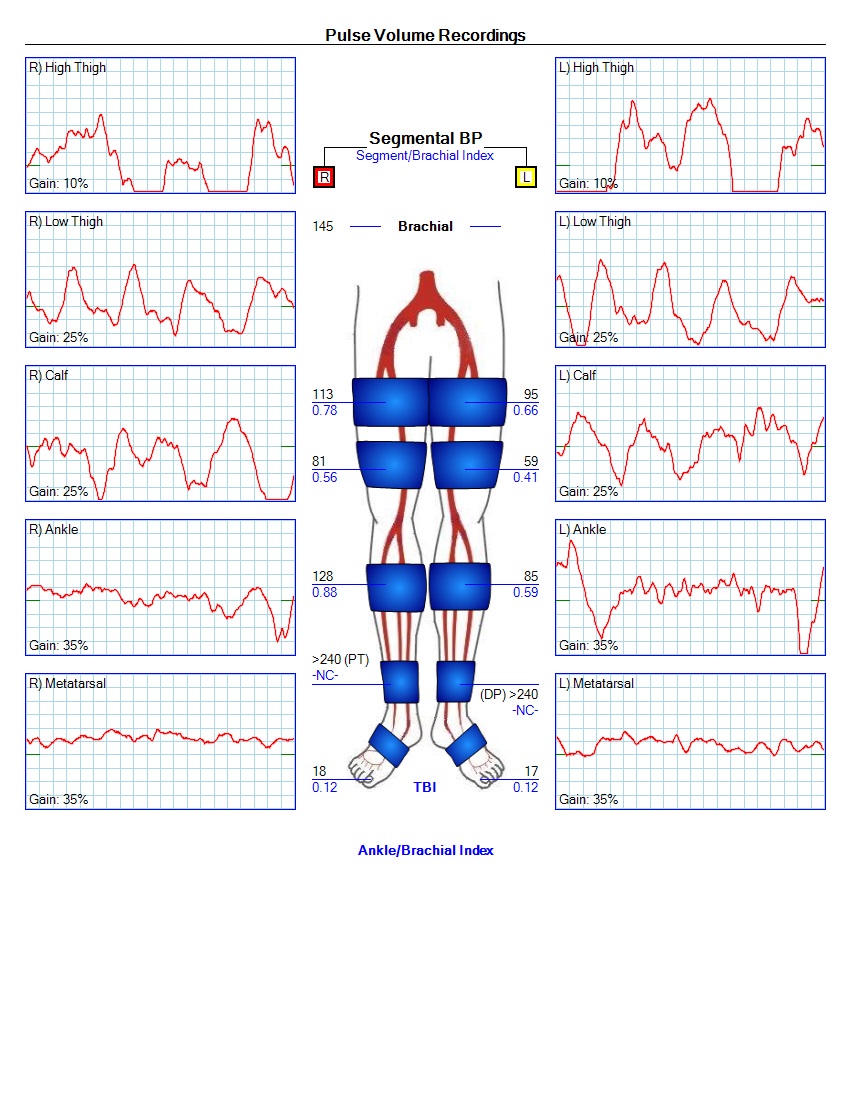 Pulse Volume Recordings
R) High Thigh
Gain: 10%
R) Low Thigh
Gain: 25%
R) Calf
Gain: 25%
R) Ankle
Gain: 35%
R) Metatarsal
Gain: 35%
Segmental BP
Segment/Brachial Index
R
L
145
Brachial
113
0.78
95
0.66
81
0.56
59
0.41
128
0.88
85
0.59
>240 (PT)
-NC-
(DP) >240
-NC-
18
0.12
TBI
17
0.12
Ankle/Brachial Index
L) High Thigh
Gain: 10%
L) Low Thigh
Gain: 25%
L) Calf
Gain: 25%
L) Ankle
Gain: 35%
L) Metatarsal
Gain: 35%